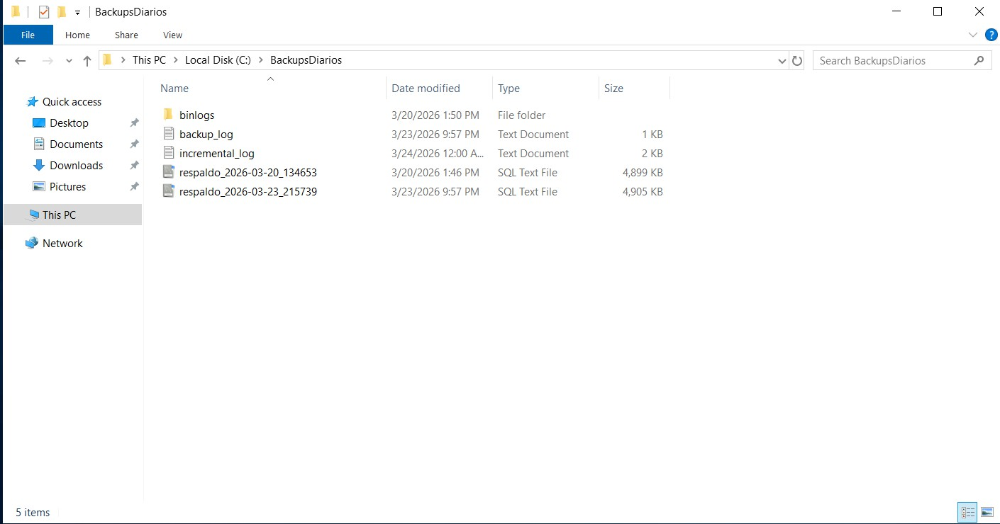 BackupsDiarios
File Home Share View
This PC Local Disk (C:) BackupsDiarios Search BackupsDiarios
Name Date modified Type Size
Quick access
Desktop
Documents
Downloads
Pictures
This PC
Network
binlogs 3/20/2026 1:50 PM File folder
backup_log 3/23/2026 9:57 PM Text Document 1 KB
incremental_log 3/24/2026 12:00 A... Text Document 2 KB
respaldo_2026-03-20_134653 3/20/2026 1:46 PM SQL Text File 4,899 KB
respaldo_2026-03-23_215739 3/23/2026 9:57 PM SQL Text File 4,905 KB
5 items